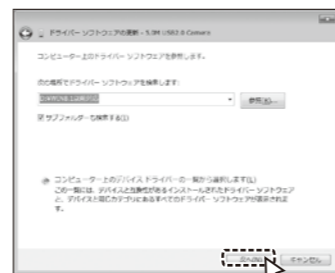 ドライバー ソフトウェアの更新 - 5.0M USB2.0 Camera
コンピューター上のドライバー ソフトウェアを参照します。
次の場所でドライバー ソフトウェアを検索します:
参照(R)...
サブフォルダーも検索する(I)
コンピューター上のデバイス ドライバーの一覧から選択します(L)
この一覧には、デバイスと互換性があるインストールされたドライバー ソフトウェア
と、デバイスと同じカテゴリにあるすべてのドライバー ソフトウェアが表示されま
す。
次へ(N)
キャンセル